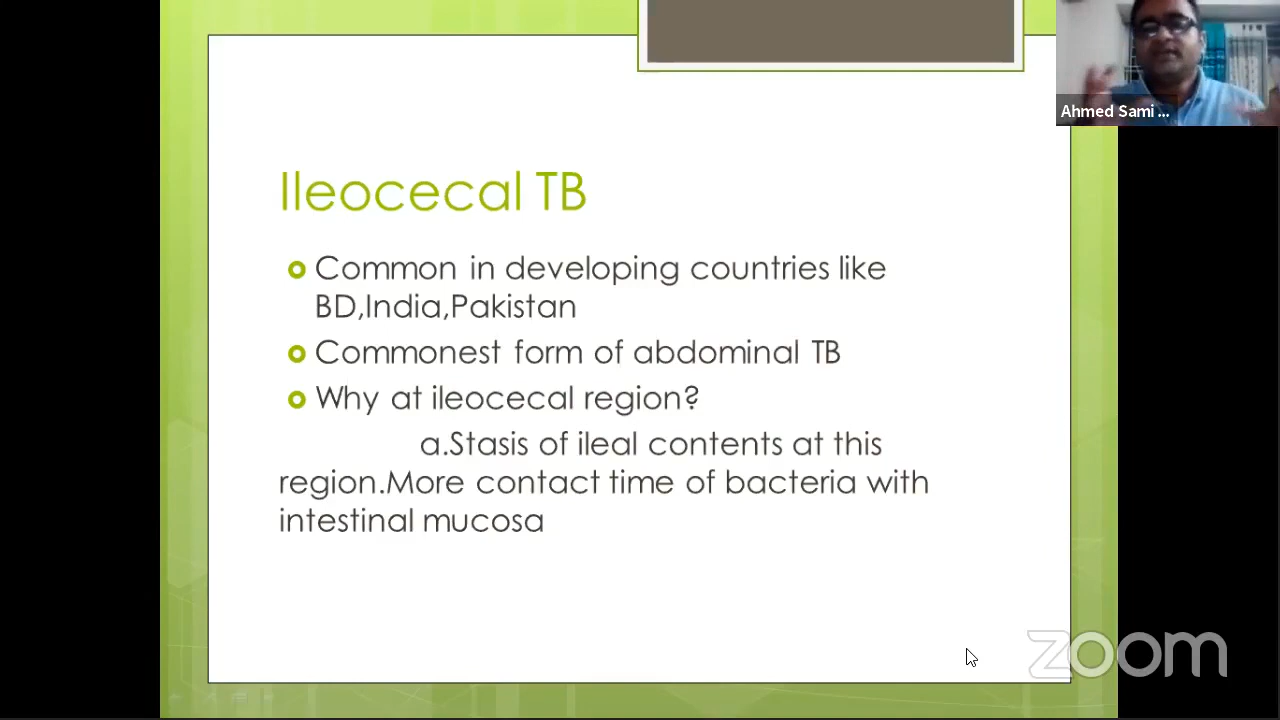 Ahmed Sami ...
Ileocecal TB
Common in developing countries like
BD,India,Pakistan
Commonest form of abdominal TB
Why at ileocecal region?
a.Stasis of ileal contents at this
region.More contact time of bacteria with
intestinal mucosa
zoom